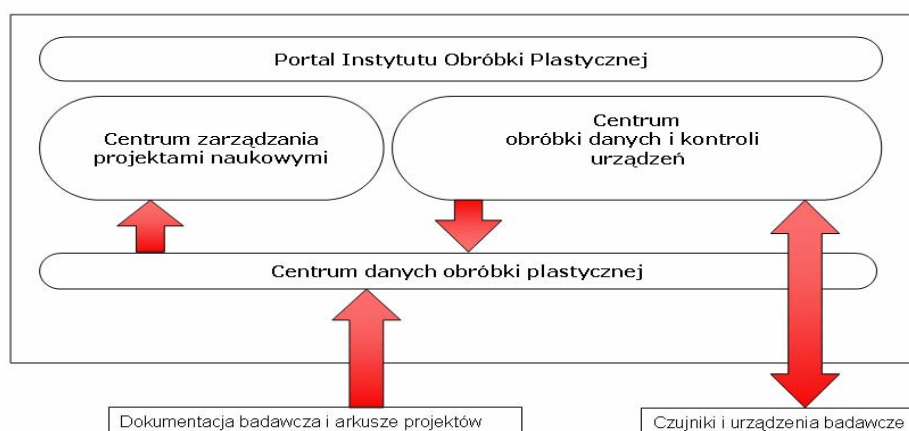 Portal Instytutu Obróbki Plastycznej
Centrum zarządzania
projektami naukowymi
Centrum
obróbki danych i kontroli
urządzeń
Centrum danych obróbki plastycznej
Dokumentacja badawcza i arkusze projektów
Czujniki i urządzenia badawcze